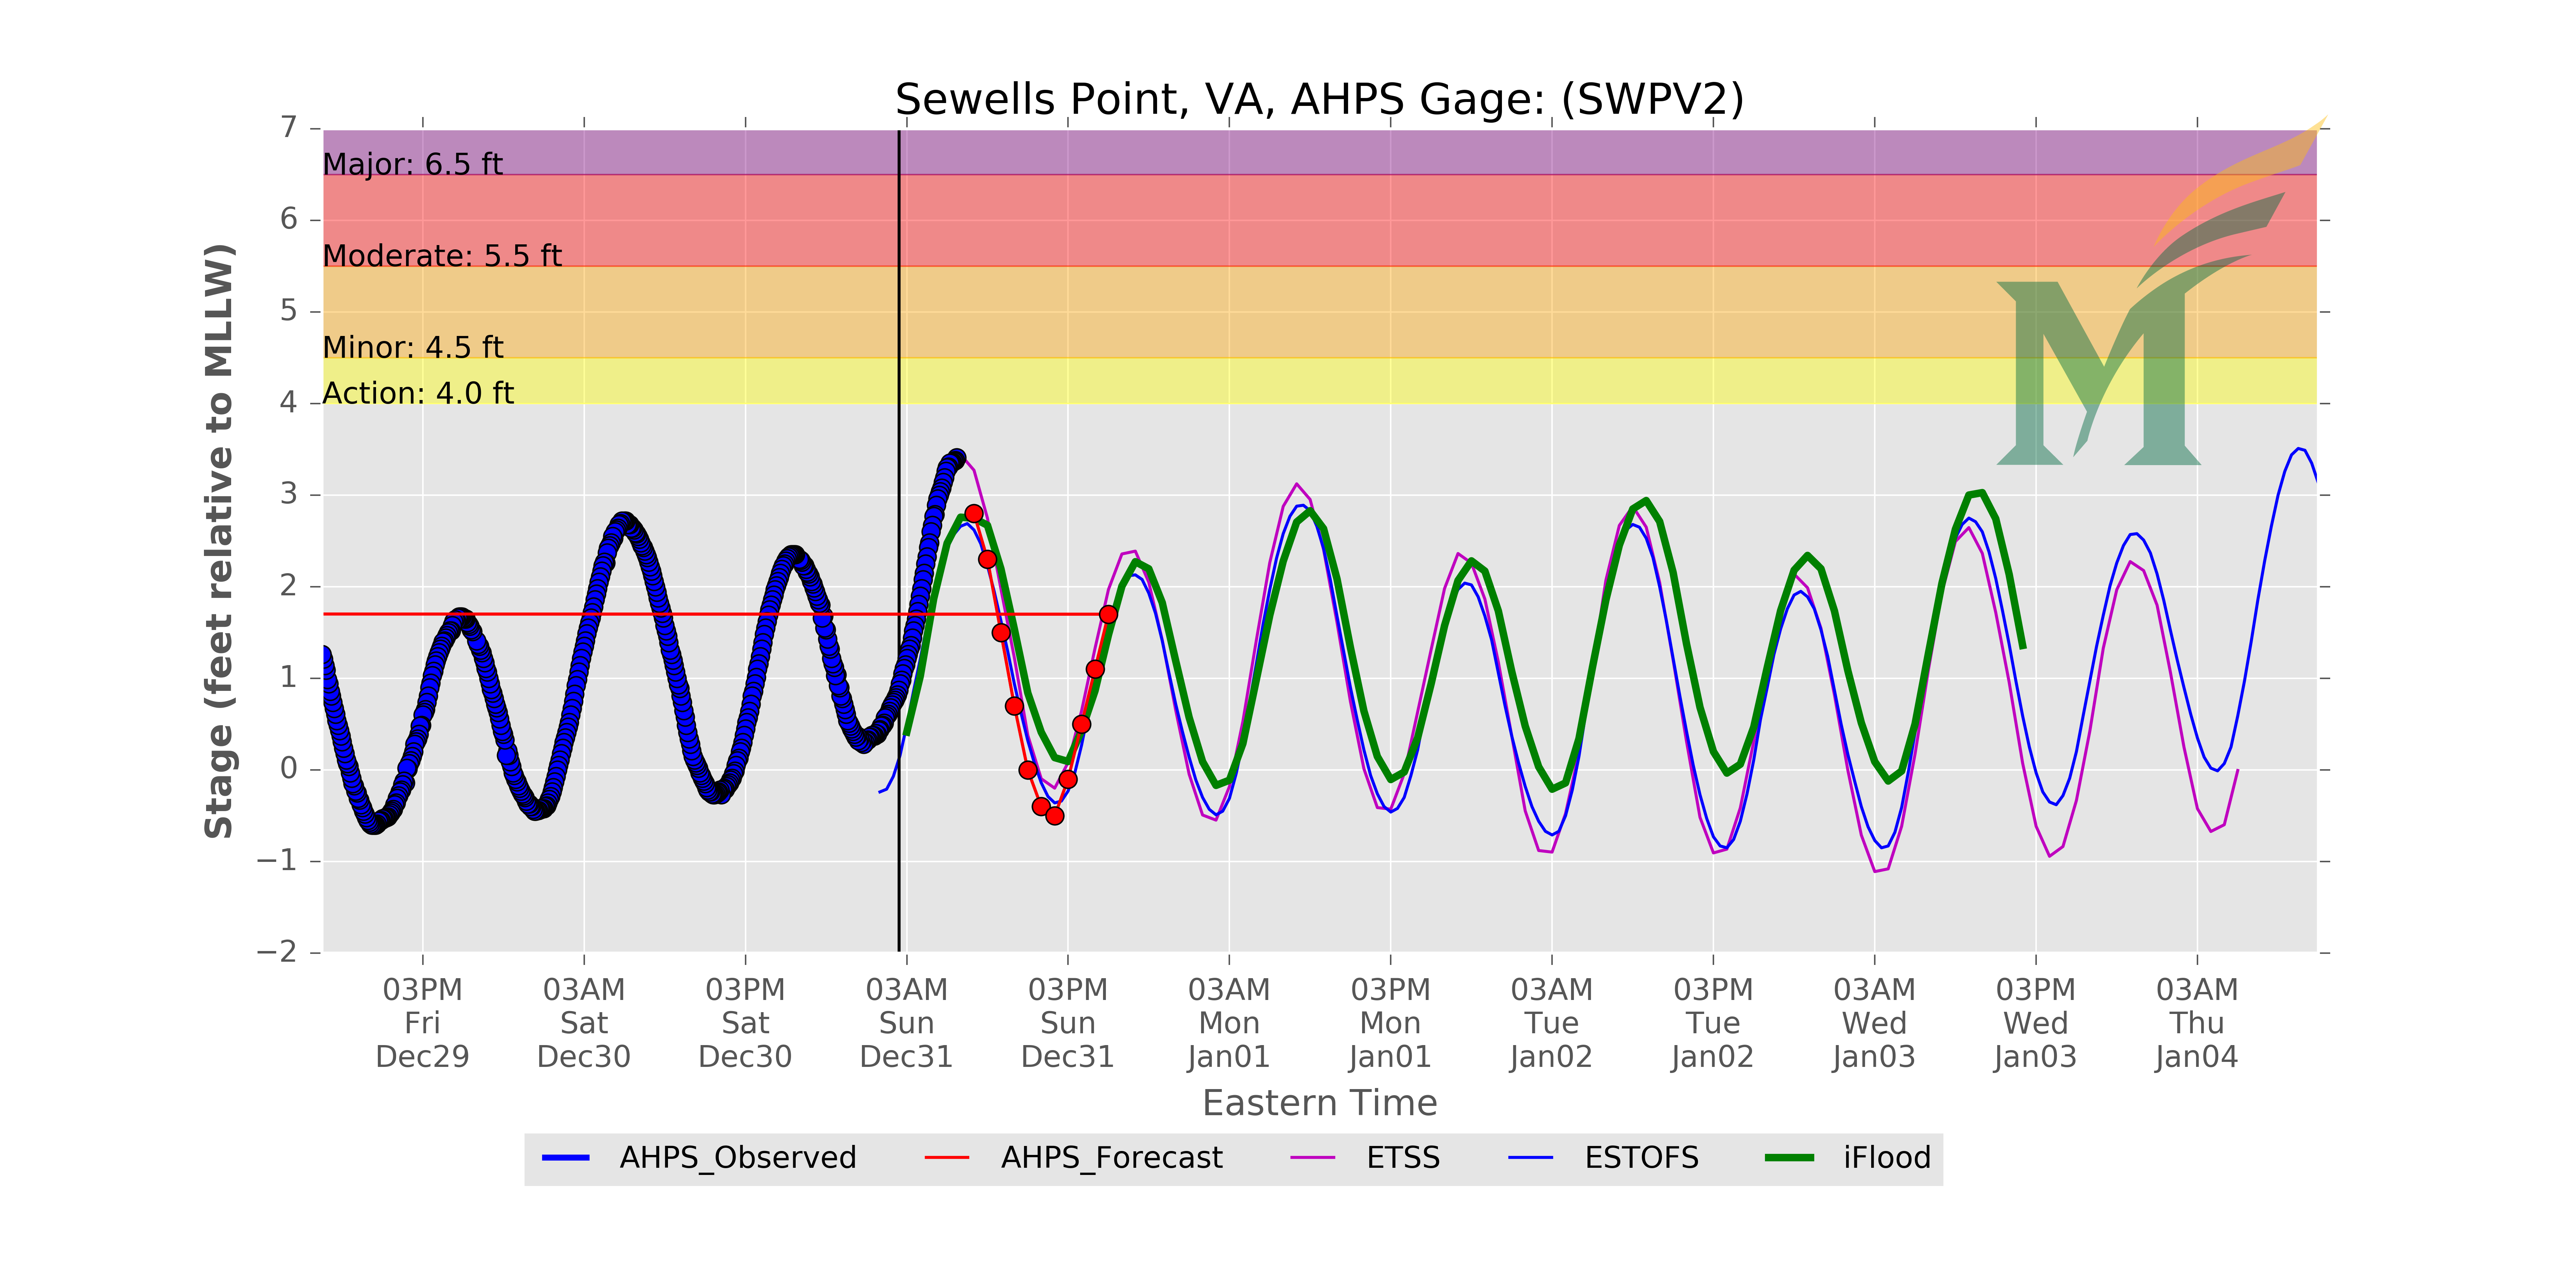 Sewells Point, VA, AHPS Gage: (SWPV2)
Stage (feet relative to MLLW)
7
6
5
4
3
2
1
0
−1
−2
Major: 6.5 ft
Moderate: 5.5 ft
Minor: 4.5 ft
Action: 4.0 ft
M
03PM 03AM 03PM 03AM 03PM 03AM 03PM 03AM 03PM 03AM 03PM 03AM
Fri Sat Sat Sun Sun Mon Mon Tue Tue Wed Wed Thu
Dec29 Dec30 Dec30 Dec31 Dec31 Jan01 Jan01 Jan02 Jan02 Jan03 Jan03 Jan04
Eastern Time
AHPS_Observed AHPS_Forecast ETSS ESTOFS iFlood